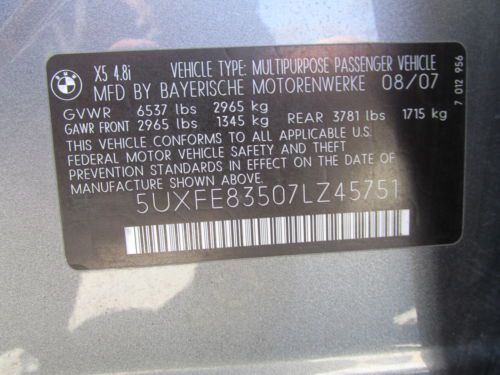 BMW
X5 4.8i VEHICLE TYPE: MULTIPURPOSE PASSENGER VEHICLE
MFD BY BAYERISCHE MOTORENWERKE 08/07
GVWR 6537 lbs 2965 kg
GAWR FRONT 2965 lbs 1345 kg REAR 3781 lbs 1715 kg
THIS VEHICLE CONFORMS TO ALL APPLICABLE U.S.
FEDERAL MOTOR VEHICLE SAFETY AND THEFT
PREVENTION STANDARDS IN EFFECT ON THE DATE OF
MANUFACTURE SHOWN ABOVE.
5UXFE83507LZ45751
7 012 956